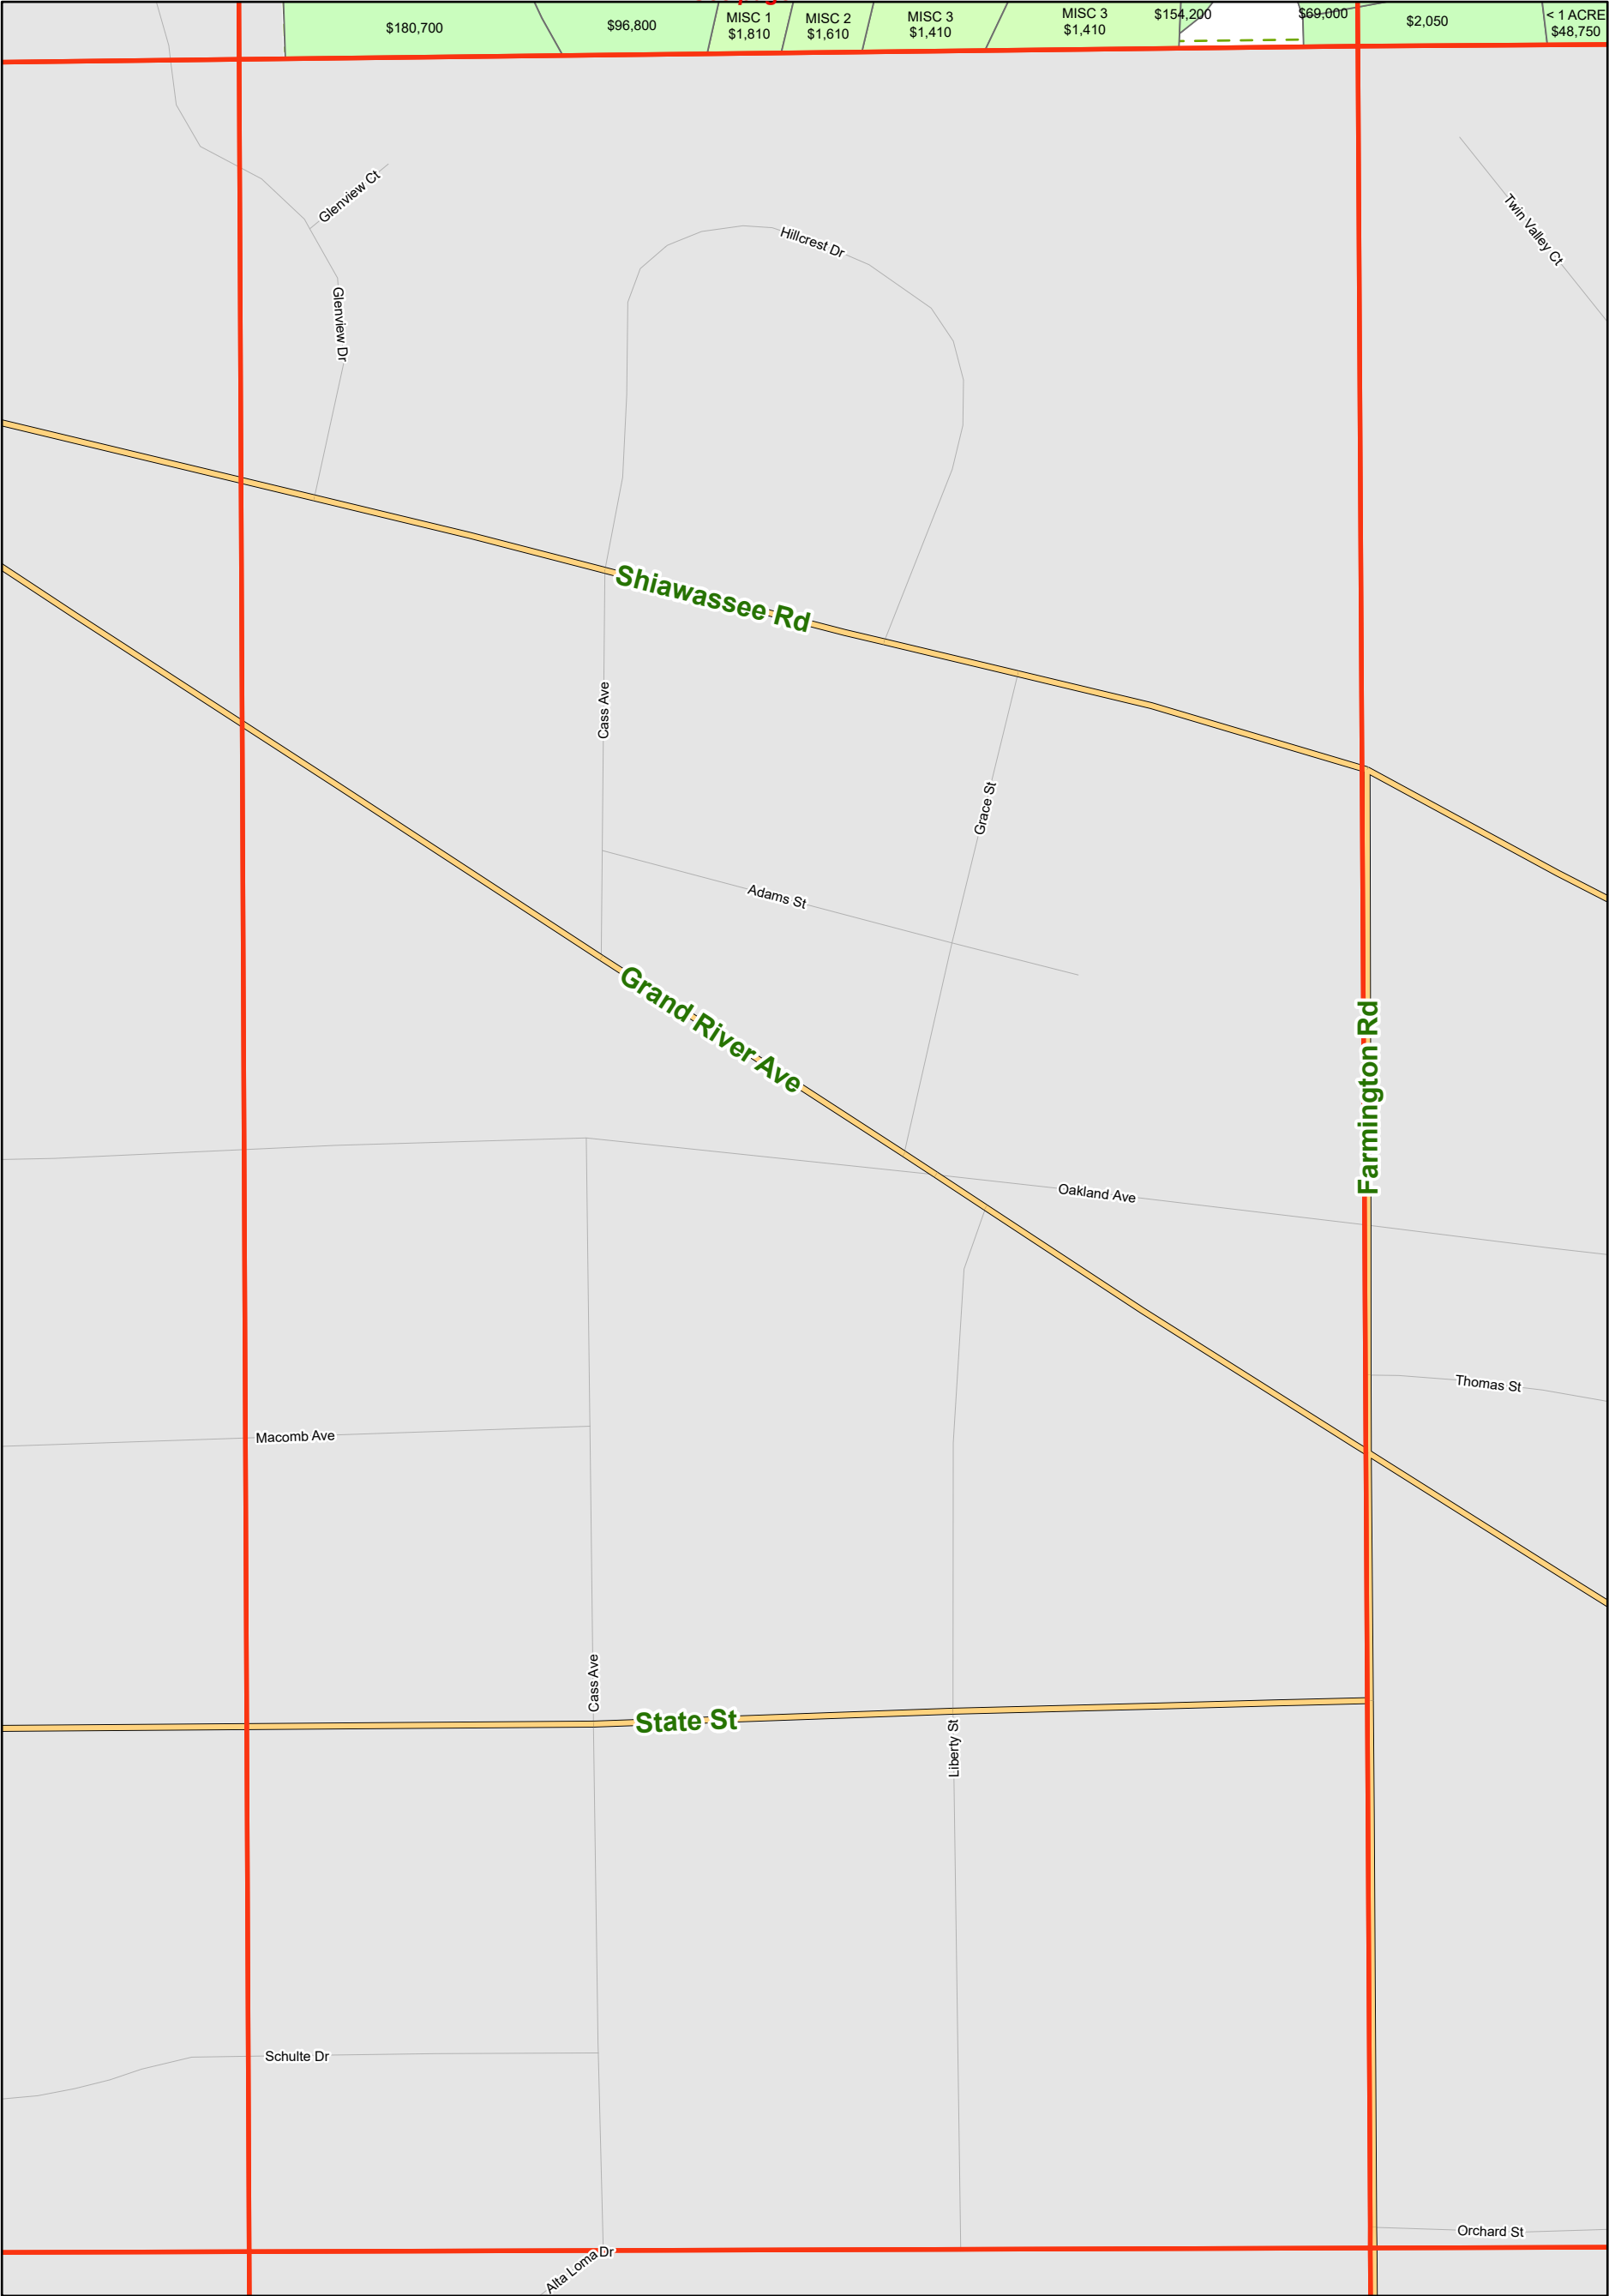 $180,700
$96,800
MISC 1
$1,810
MISC 2
$1,610
MISC 3
$1,410
MISC 3
$1,410
$154,200
$69,000
$2,050
< 1 ACRE
$48,750
Glenview Ct
Twin Valley Ct
Hillcrest Dr
Glenview Dr
Shiawassee Rd
Cass Ave
Grace St
Adams St
Grand River Ave
Farmington Rd
Oakland Ave
Thomas St
Macomb Ave
Cass Ave
State St
Liberty St
Schulte Dr
Orchard St
Alta Loma Dr